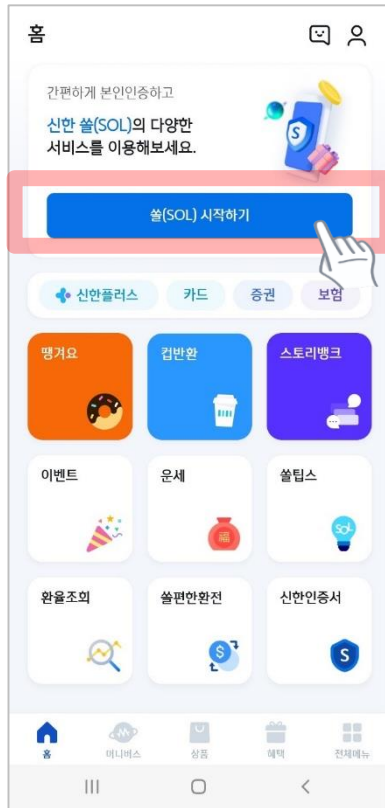 홈
간편하게 본인인증하고
신한 쏠(SOL)의 다양한
서비스를 이용해보세요.
S
쏠(SOL) 시작하기
신한플러스 카드 증권 보험
땡겨요 컵반환 스토리뱅크
이벤트 운세 쏠팁스
福 SOL
환율조회 쏠편한환전 신한인증서
$ S
홈 머니버스 상품 혜택 전체메뉴